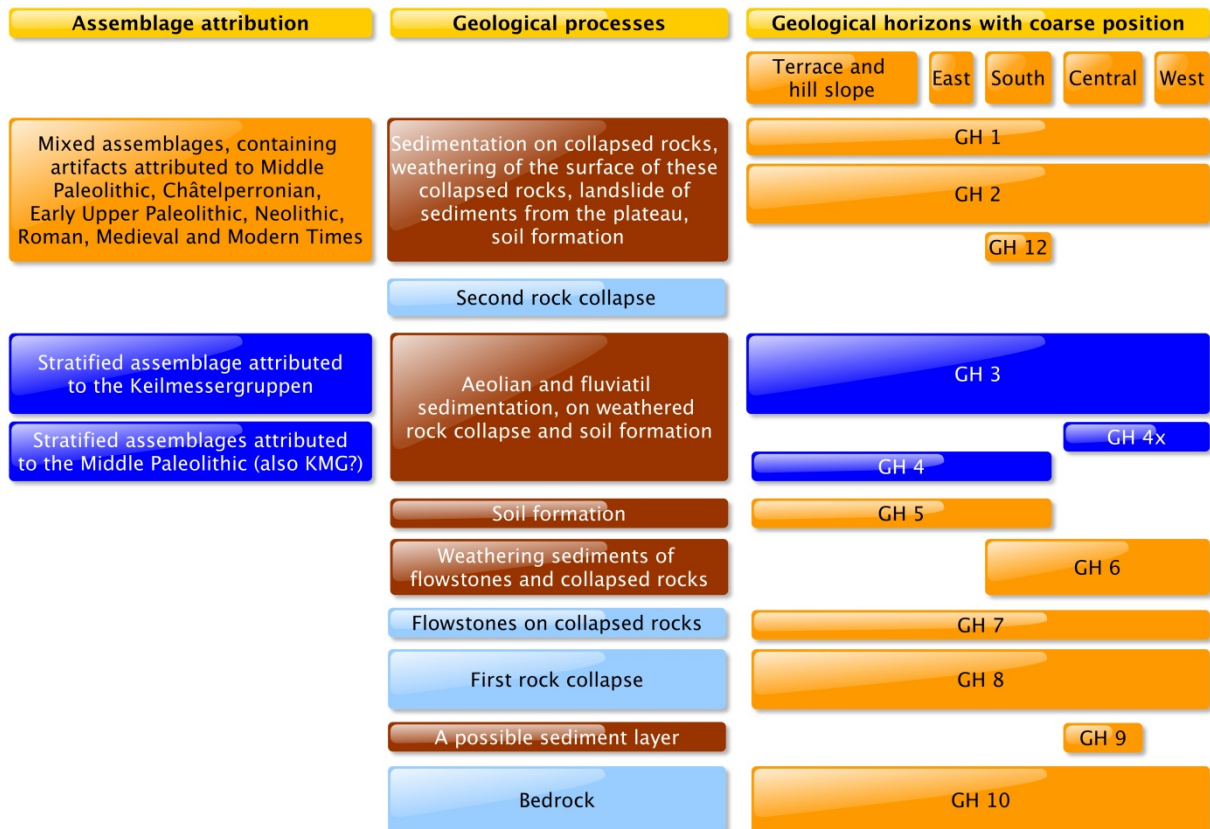 Assemblage attribution
Geological processes
Geological horizons with coarse position
Terrace and
hill slope
East
South
Central
West
Mixed assemblages, containing
artifacts attributed to Middle
Paleolithic, Châtelperronian,
Early Upper Paleolithic, Neolithic,
Roman, Medieval and Modern Times
Sedimentation on collapsed rocks,
weathering of the surface of these
collapsed rocks, landslide of
sediments from the plateau,
soil formation
GH 1
GH 2
GH 12
Second rock collapse
Stratified assemblage attributed
to the Keilmessergruppen
Aeolian and fluviatil
sedimentation, on weathered
rock collapse and soil formation
GH 3
Stratified assemblages attributed
to the Middle Paleolithic (also KMG?)
GH 4x
GH 4
Soil formation
GH 5
Weathering sediments of
flowstones and collapsed rocks
GH 6
Flowstones on collapsed rocks
GH 7
First rock collapse
GH 8
A possible sediment layer
GH 9
Bedrock
GH 10